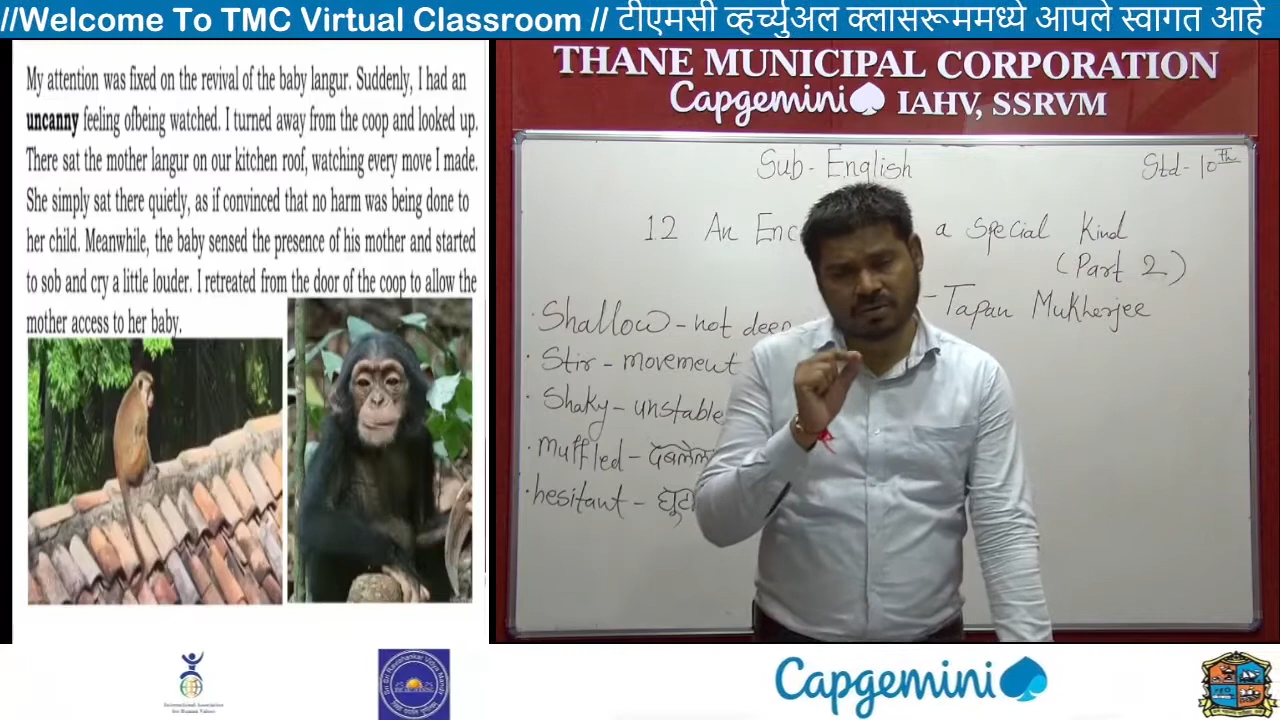 //Welcome To TMC Virtual Classroom // टीएमसी व्हर्च्युअल क्लासरूममध्ये आपले स्वागत आहे
My attention was fixed on the revival of the baby langur. Suddenly, I had an
uncanny feeling ofbeing watched. I turned away from the coop and looked up.
There sat the mother langur on our kitchen roof, watching every move I made.
She simply sat there quietly, as if convinced that no harm was being done to
her child. Meanwhile, the baby sensed the presence of his mother and started
to sob and cry a little louder. I retreated from the door of the coop to allow the
mother access to her baby.
THANE MUNICIPAL CORPORATION
Capgemini IAHV, SSRVM
Sub - English
Std - 10th
12 An Enc a Special Kind
(Part 2)
- Tapan Mukherjee
· Shallow - not deep
· Stir - movement
· Shaky - unstable
· muffled -
· hesitant -
International Association
for Human Values
Capgemini